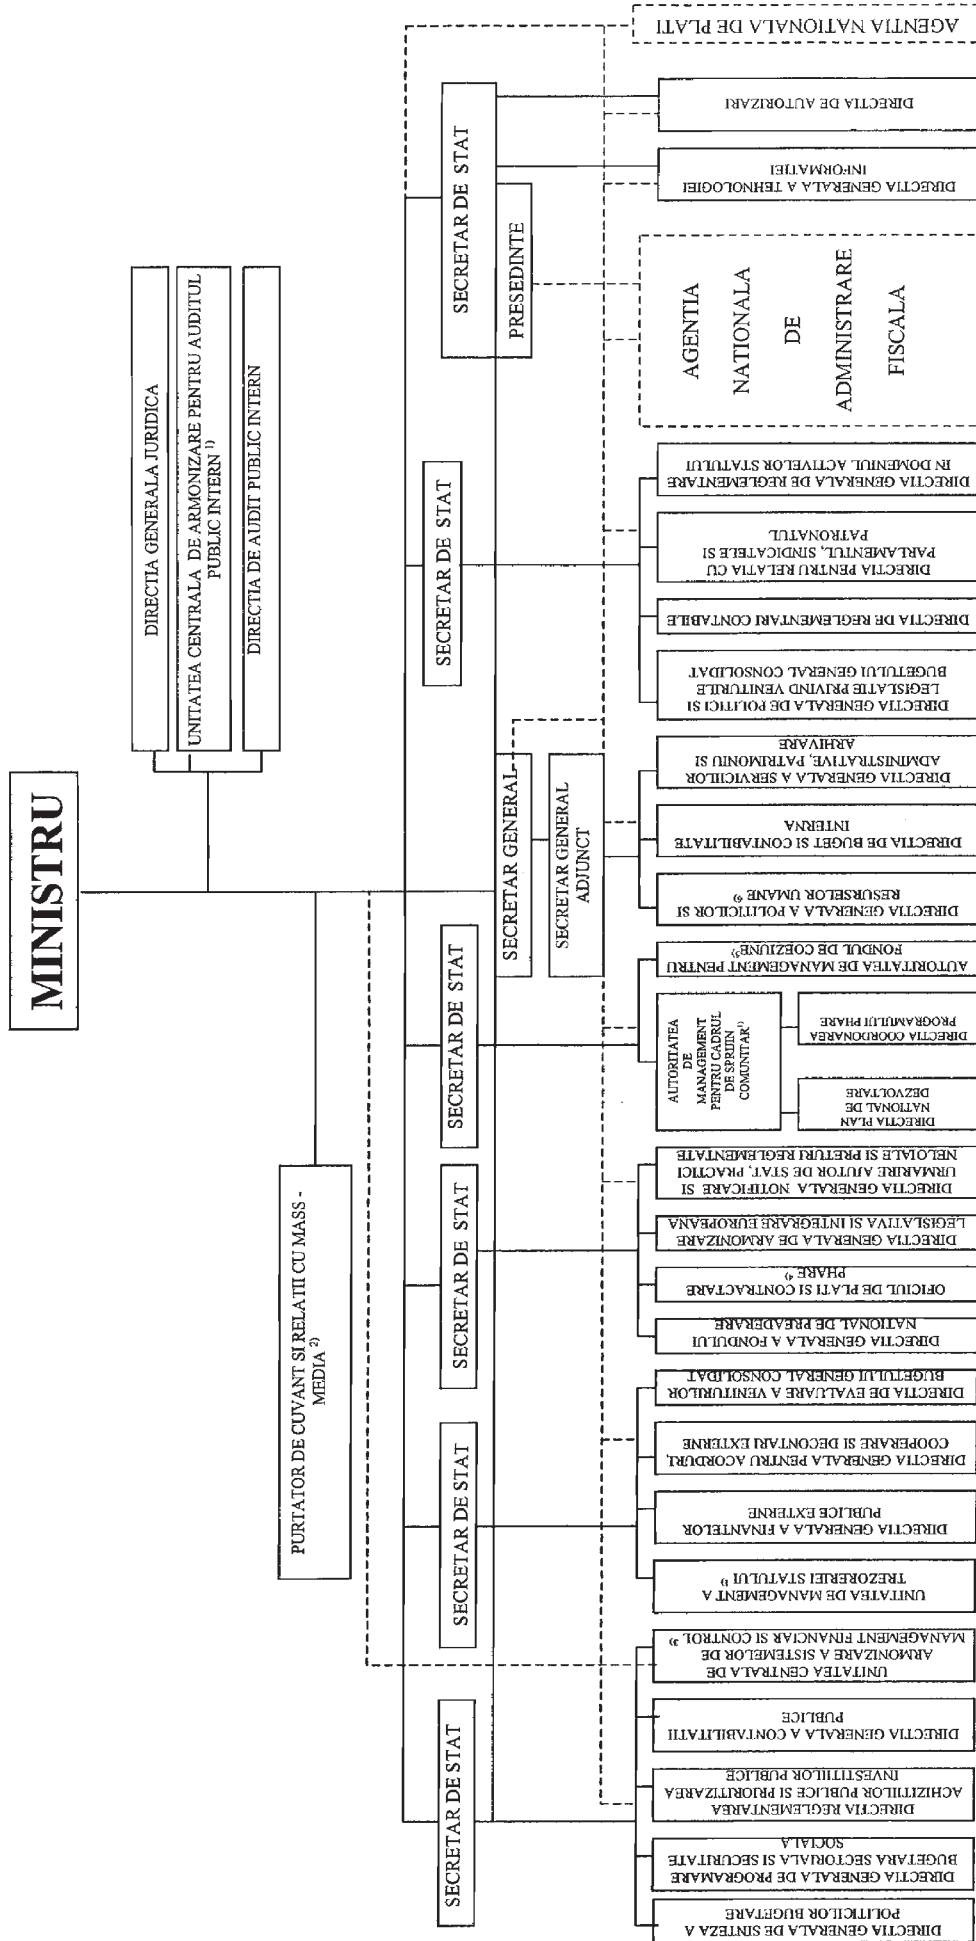 MINISTRU
DIRECTIA GENERALA JURIDICA
UNITATEA CENTRALA DE ARMONIZARE PENTRU AUDITUL
PUBLIC INTERN 1)
DIRECTIA DE AUDIT PUBLIC INTERN
PURTATOR DE CUVANT SI RELATII CU MASS -
MEDIA 2)
SECRETAR DE STAT
SECRETAR DE STAT
SECRETAR DE STAT
SECRETAR DE STAT
SECRETAR DE STAT
SECRETAR DE STAT
PRESEDINTE
SECRETAR GENERAL
SECRETAR GENERAL
ADJUNCT
DIRECTIA GENERALA DE SINTEZA A
POLITICILOR BUGETARE
DIRECTIA GENERALA DE PROGRAMARE
BUGETARA SECTORIALA SI SECURITATE
SOCIALA
DIRECTIA REGLEMENTAREA
ACHIZITIILOR PUBLICE SI PRIORITIZAREA
INVESTITIILOR PUBLICE
DIRECTIA GENERALA A CONTABILITATII
PUBLICE
UNITATEA CENTRALA DE
ARMONIZARE A SISTEMELOR DE
MANAGEMENT FINANCIAR SI CONTROL 3)
UNITATEA DE MANAGEMENT A
TREZORERIEI STATULUI 1)
DIRECTIA GENERALA A FINANTELOR
PUBLICE EXTERNE
DIRECTIA GENERALA PENTRU ACORDURI,
COOPERARE SI DECONTARI EXTERNE
DIRECTIA DE EVALUARE A VENITURILOR
BUGETULUI GENERAL CONSOLIDAT
DIRECTIA GENERALA A FONDULUI
NATIONAL DE PREADERARE
OFICIUL DE PLATI SI CONTRACTARE
PHARE 4)
DIRECTIA GENERALA DE ARMONIZARE
LEGISLATIVA SI INTEGRARE EUROPEANA
DIRECTIA GENERALA NOTIFICARE SI
URMARIRE AJUTOR DE STAT, PRACTICI
NELOIALE SI PRETURI REGLEMENTATE
AUTORITATEA
DE
MANAGEMENT
PENTRU CADRUL
DE SPRIJIN
COMUNITAR 1)
DIRECTIA PLAN
NATIONAL DE
DEZVOLTARE
DIRECTIA COORDONAREA
PROGRAMULUI PHARE
AUTORITATEA DE MANAGEMENT PENTRU
FONDUL DE COEZIUNE 5)
DIRECTIA GENERALA A POLITICILOR SI
RESURSELOR UMANE 6)
DIRECTIA DE BUGET SI CONTABILITATE
INTERNA
DIRECTIA GENERALA A SERVICIILOR
ADMINISTRATIVE, PATRIMONIU SI
ARHIVARE
DIRECTIA GENERALA DE POLITICI SI
LEGISLATIE PRIVIND VENITURILE
BUGETULUI GENERAL CONSOLIDAT
DIRECTIA DE REGLEMENTARI CONTABILE
DIRECTIA PENTRU RELATIA CU
PARLAMENTUL, SINDICATELE SI
PATRONATUL
DIRECTIA GENERALA DE REGLEMENTARE
IN DOMENIUL ACTIVELOR STATULUI
AGENTIA
NATIONALA
DE
ADMINISTRARE
FISCALA
DIRECTIA GENERALA A TEHNOLOGIEI
INFORMATIEI
DIRECTIA DE AUTORIZARI
AGENTIA NATIONALA DE PLATI